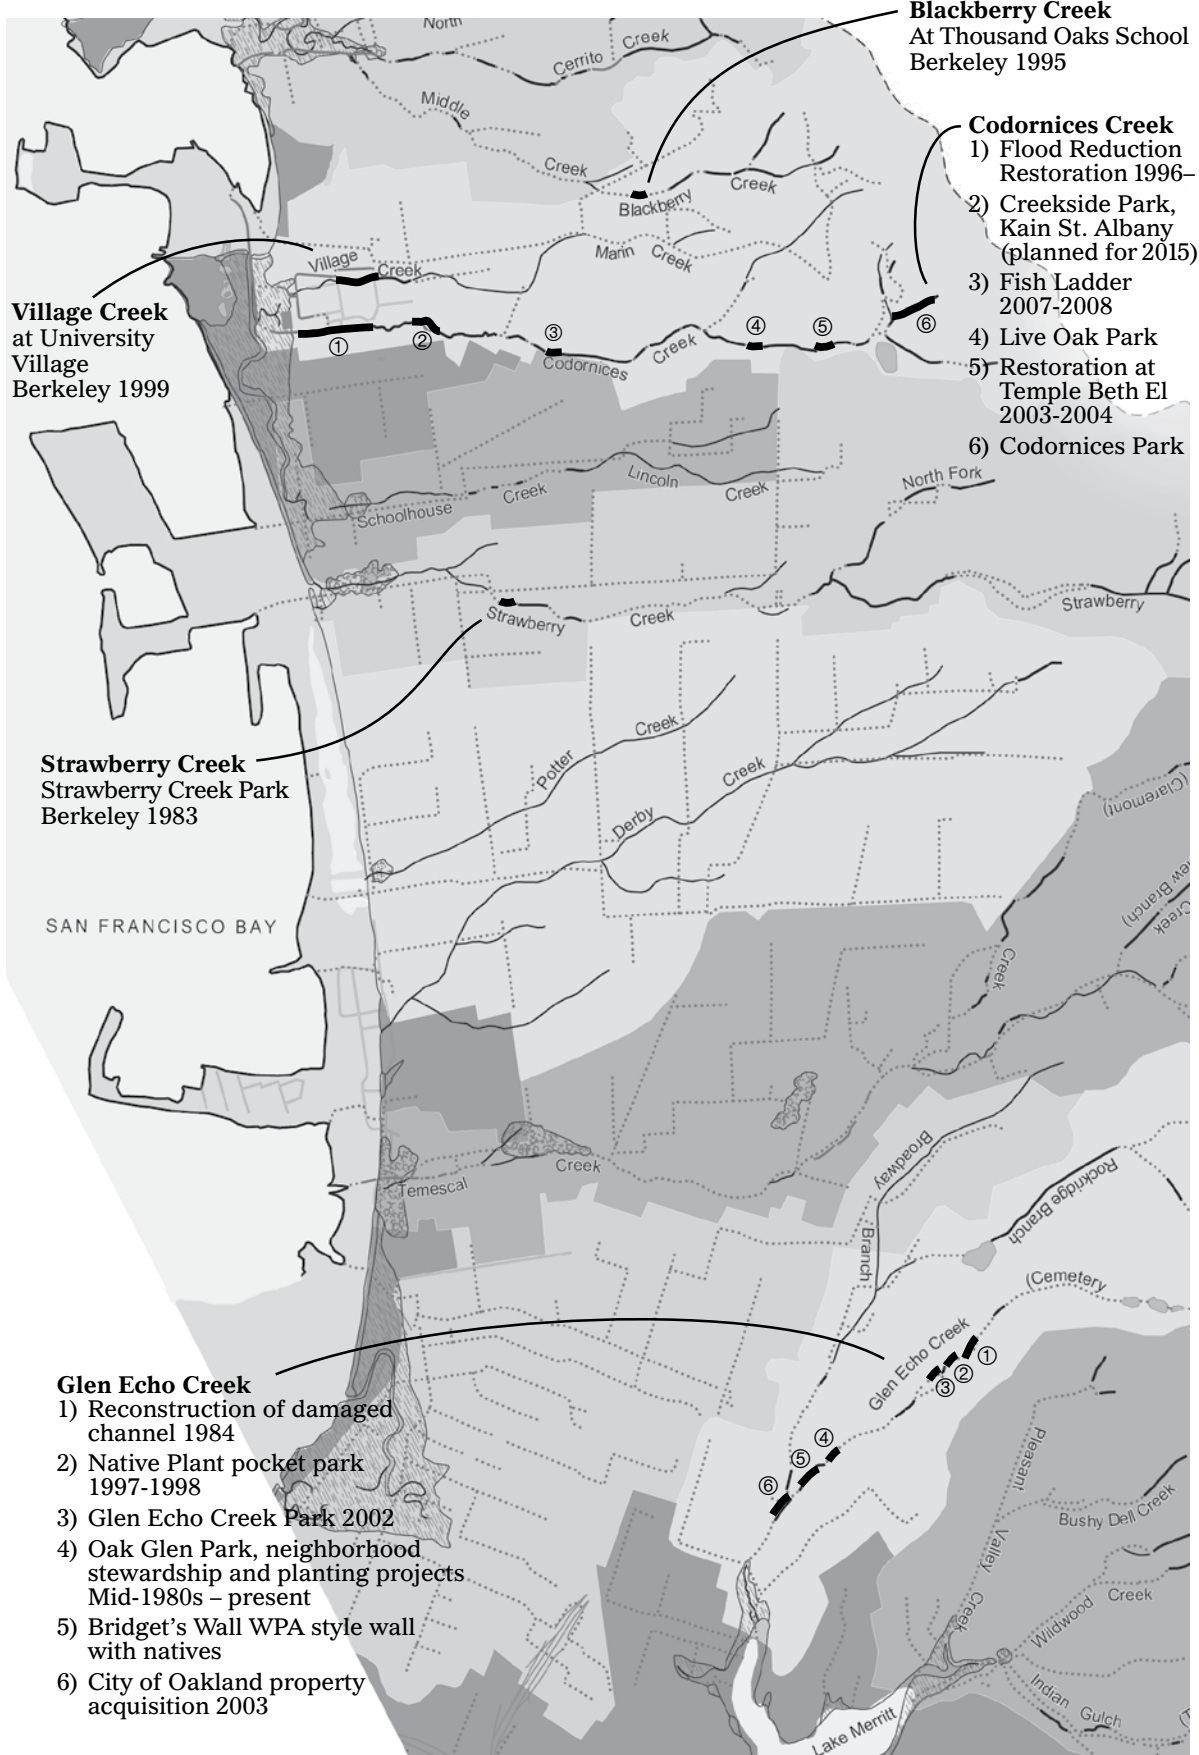 Blackberry Creek
At Thousand Oaks School
Berkeley 1995
Codornices Creek
1) Flood Reduction
Restoration 1996–
2) Creekside Park,
Kain St. Albany
(planned for 2015)
3) Fish Ladder
2007-2008
4) Live Oak Park
5) Restoration at
Temple Beth El
2003-2004
6) Codornices Park
Village Creek
at University
Village
Berkeley 1999
Strawberry Creek
Strawberry Creek Park
Berkeley 1983
SAN FRANCISCO BAY
Glen Echo Creek
1) Reconstruction of damaged
channel 1984
2) Native Plant pocket park
1997-1998
3) Glen Echo Creek Park 2002
4) Oak Glen Park, neighborhood
stewardship and planting projects
Mid-1980s – present
5) Bridget's Wall WPA style wall
with natives
6) City of Oakland property
acquisition 2003
North
Cerrito Creek
Middle
Creek
Blackberry Creek
Marin Creek
Village Creek
① ② ③ ④ ⑤ ⑥
Codornices Creek
Schoolhouse Creek
Lincoln Creek
North Fork
Strawberry Creek
Strawberry
Potter Creek
Derby Creek
(Claremont)
Creek
New Branch)
Creek
Temescal Creek
Broadway
Branch
Rockridge Branch
(Cemetery
Glen Echo Creek
① ② ③ ④ ⑤ ⑥
Pleasant
Valley
Creek
Bushy Dell Creek
Wildwood Creek
Indian Gulch
Lake Merritt